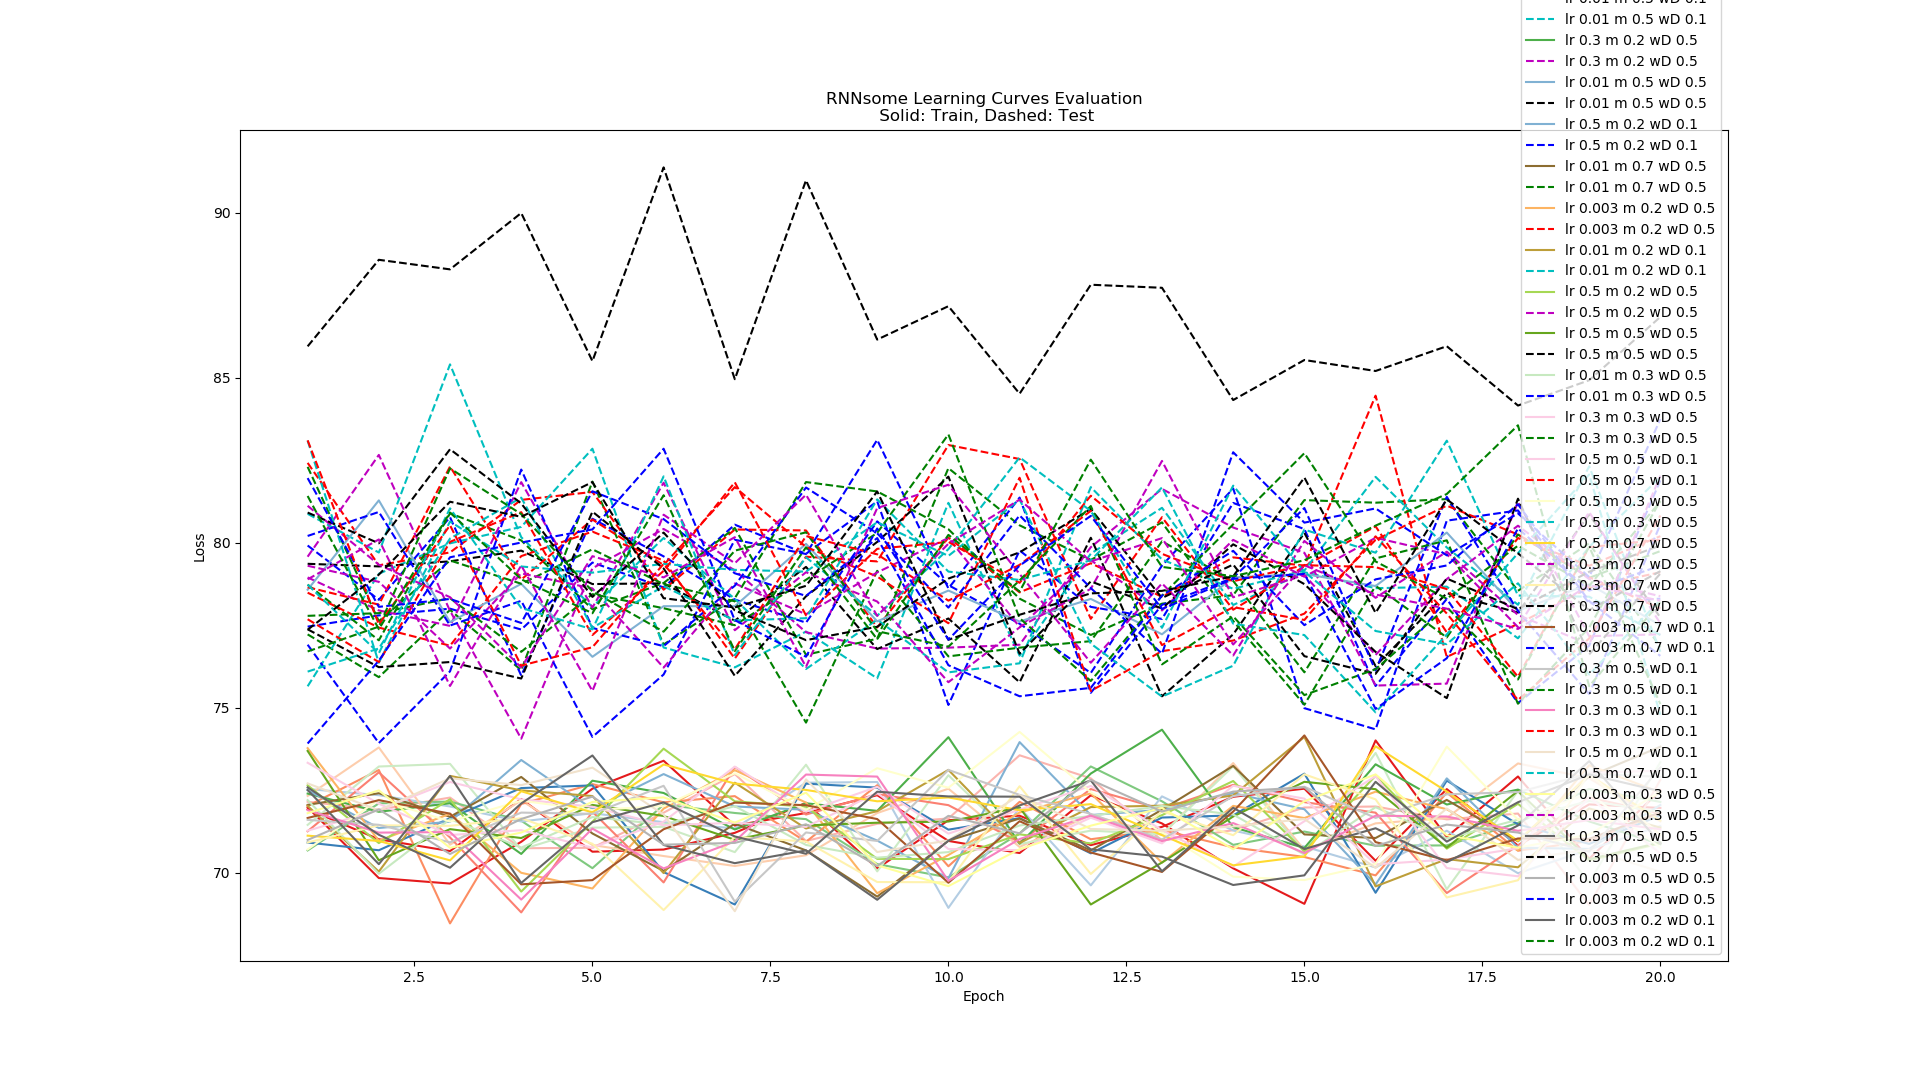 lr 0.01 m 0.5 wD 0.1
lr 0.3 m 0.2 wD 0.5
lr 0.3 m 0.2 wD 0.5
lr 0.01 m 0.5 wD 0.5
RNNsome Learning Curves Evaluation
Solid: Train, Dashed: Test
lr 0.01 m 0.5 wD 0.5
lr 0.5 m 0.2 wD 0.1
lr 0.5 m 0.2 wD 0.1
lr 0.01 m 0.7 wD 0.5
lr 0.01 m 0.7 wD 0.5
lr 0.003 m 0.2 wD 0.5
lr 0.003 m 0.2 wD 0.5
lr 0.01 m 0.2 wD 0.1
lr 0.01 m 0.2 wD 0.1
lr 0.5 m 0.2 wD 0.5
lr 0.5 m 0.2 wD 0.5
lr 0.5 m 0.5 wD 0.5
lr 0.5 m 0.5 wD 0.5
lr 0.01 m 0.3 wD 0.5
lr 0.01 m 0.3 wD 0.5
lr 0.3 m 0.3 wD 0.5
lr 0.3 m 0.3 wD 0.5
lr 0.5 m 0.5 wD 0.1
lr 0.5 m 0.5 wD 0.1
lr 0.5 m 0.3 wD 0.5
lr 0.5 m 0.3 wD 0.5
lr 0.5 m 0.7 wD 0.5
lr 0.5 m 0.7 wD 0.5
lr 0.3 m 0.7 wD 0.5
lr 0.3 m 0.7 wD 0.5
lr 0.003 m 0.7 wD 0.1
lr 0.003 m 0.7 wD 0.1
lr 0.3 m 0.5 wD 0.1
lr 0.3 m 0.5 wD 0.1
lr 0.3 m 0.3 wD 0.1
lr 0.3 m 0.3 wD 0.1
lr 0.5 m 0.7 wD 0.1
lr 0.5 m 0.7 wD 0.1
lr 0.003 m 0.3 wD 0.5
lr 0.003 m 0.3 wD 0.5
lr 0.3 m 0.5 wD 0.5
lr 0.3 m 0.5 wD 0.5
lr 0.003 m 0.5 wD 0.5
lr 0.003 m 0.5 wD 0.5
lr 0.003 m 0.2 wD 0.1
lr 0.003 m 0.2 wD 0.1
90
85
80
75
70
Loss
2.5 5.0 7.5 10.0 12.5 15.0 17.5 20.0
Epoch